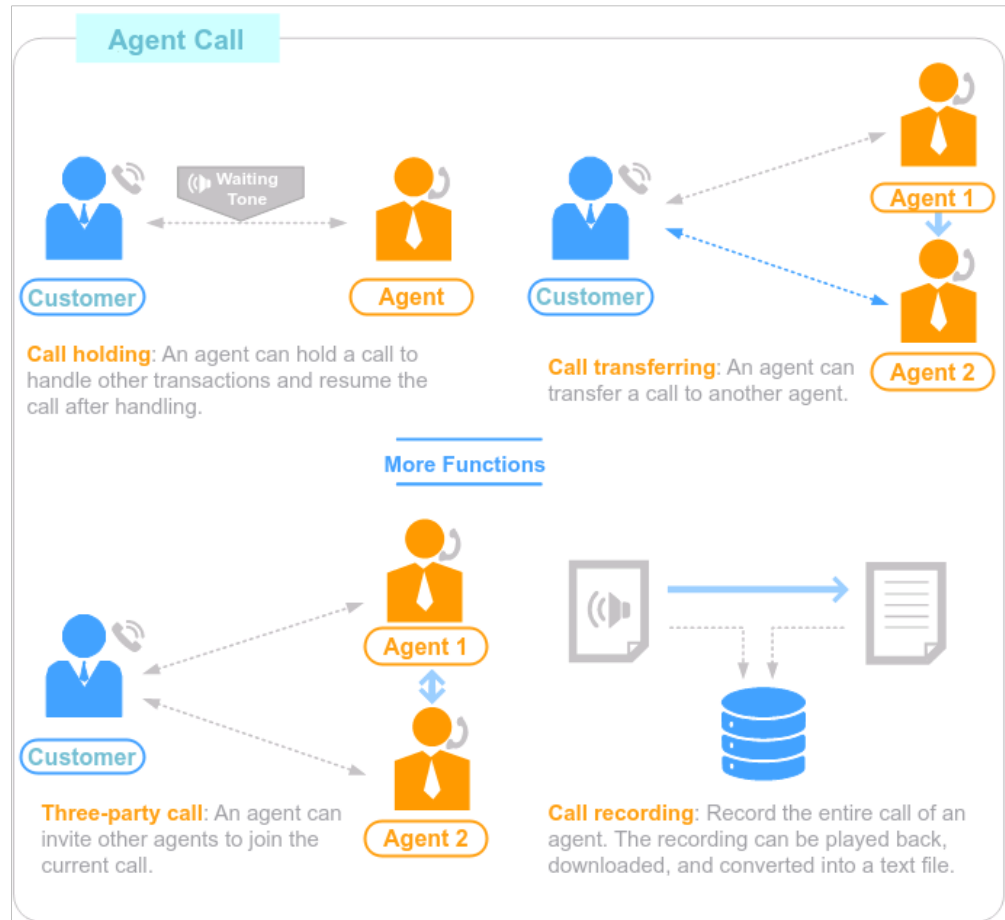 Agent Call
Waiting
Tone
Customer
Agent
Call holding: An agent can hold a call to
handle other transactions and resume the
call after handling.
Agent 1
Customer
Agent 2
Call transferring: An agent can
transfer a call to another agent.
More Functions
Agent 1
Customer
Agent 2
Three-party call: An agent can
invite other agents to join the
current call.
Call recording: Record the entire call of an
agent. The recording can be played back,
downloaded, and converted into a text file.